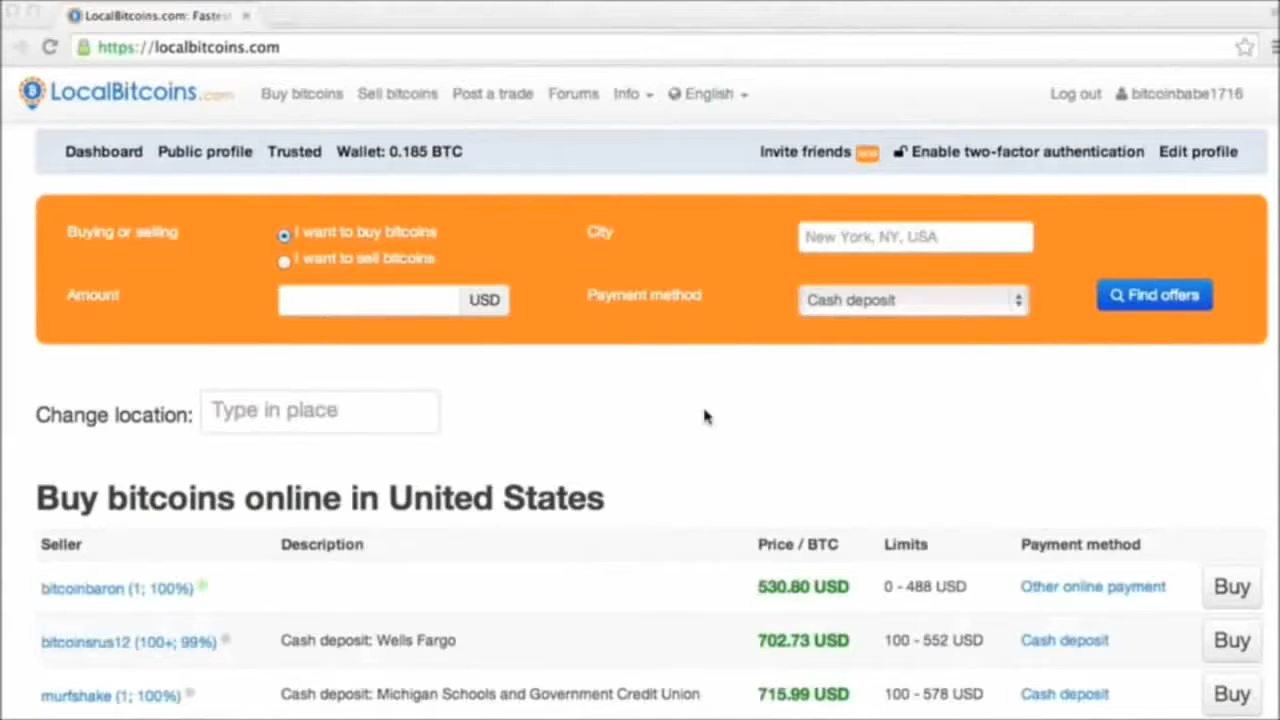 LocalBitcoins.com: Fastest
https://localbitcoins.com
LocalBitcoins.com Buy bitcoins Sell bitcoins Post a trade Forums Info English Log out bitcoinbabe1716
Dashboard Public profile Trusted Wallet: 0.185 BTC Invite friends NEW Enable two-factor authentication Edit profile
Buying or selling I want to buy bitcoins City New York, NY, USA
I want to sell bitcoins
Amount USD Payment method Cash deposit Find offers
Change location: Type in place
Buy bitcoins online in United States
Seller Description Price / BTC Limits Payment method
bitcoinbaron (1; 100%) 530.80 USD 0 - 488 USD Other online payment Buy
bitcoinsrus12 (100+; 99%) Cash deposit: Wells Fargo 702.73 USD 100 - 552 USD Cash deposit Buy
murfshake (1; 100%) Cash deposit: Michigan Schools and Government Credit Union 715.99 USD 100 - 578 USD Cash deposit Buy